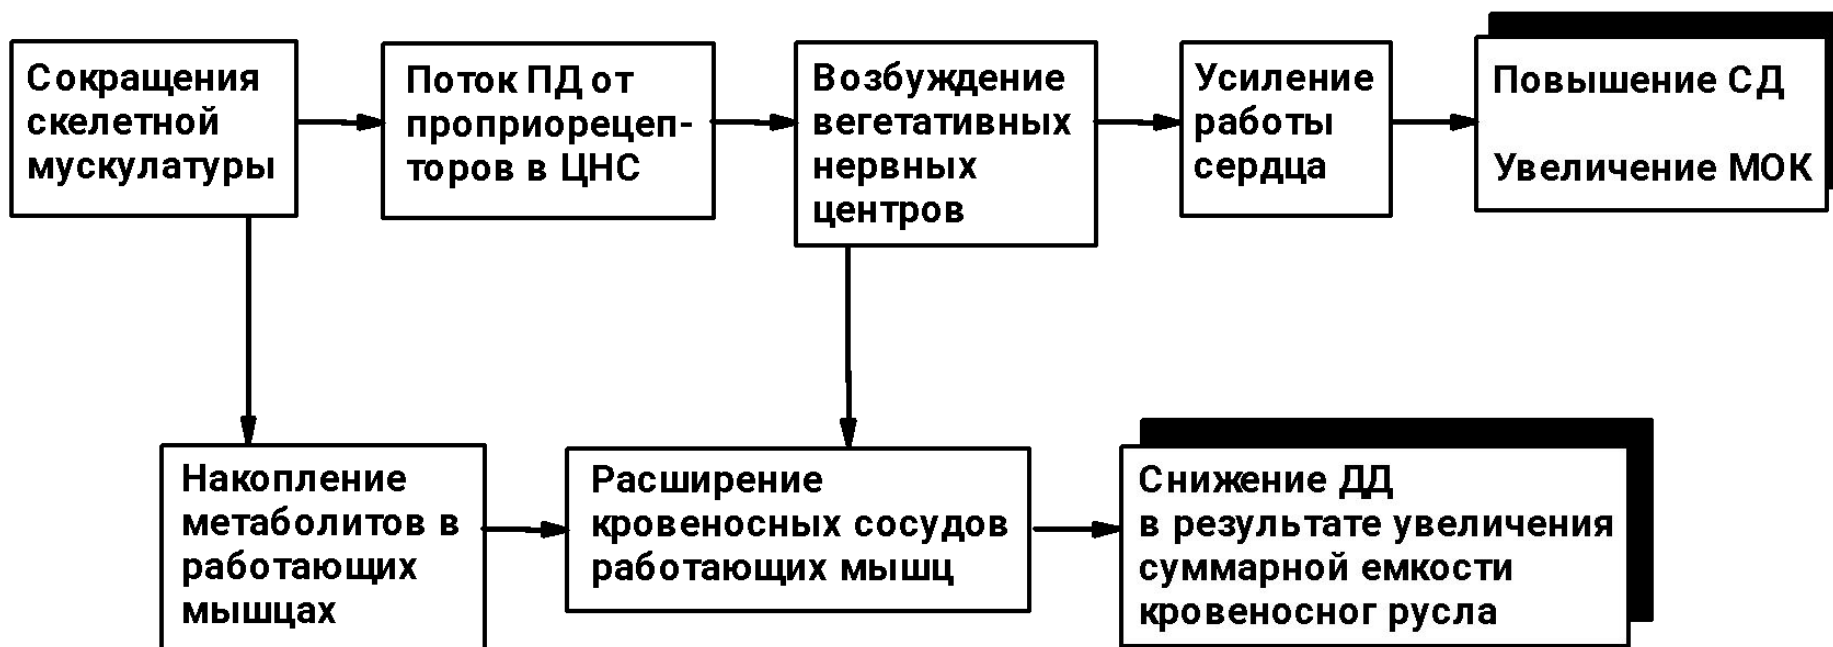 Сокращения
скелетной
мускулатуры
Поток ПД от
проприорецеп-
торов в ЦНС
Возбуждение
вегетативных
нервных
центров
Усиление
работы
сердца
Повышение СД
Увеличение МОК
Накопление
метаболитов в
работающих
мышцах
Расширение
кровеносных сосудов
работающих мышц
Снижение ДД
в результате увеличения
суммарной емкости
кровеносног русла